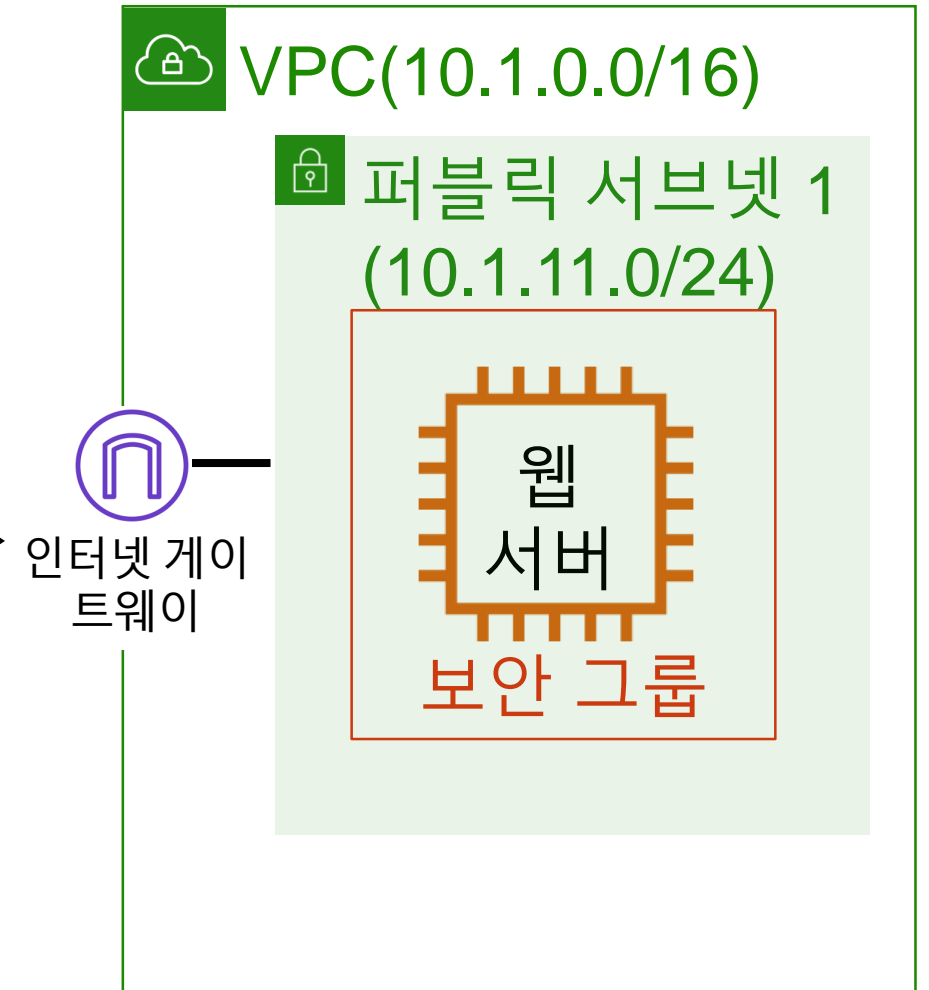 VPC(10.1.0.0/16)
퍼블릭 서브넷 1
(10.1.11.0/24)
웹
서버
인터넷 게이
트웨이
보안 그룹